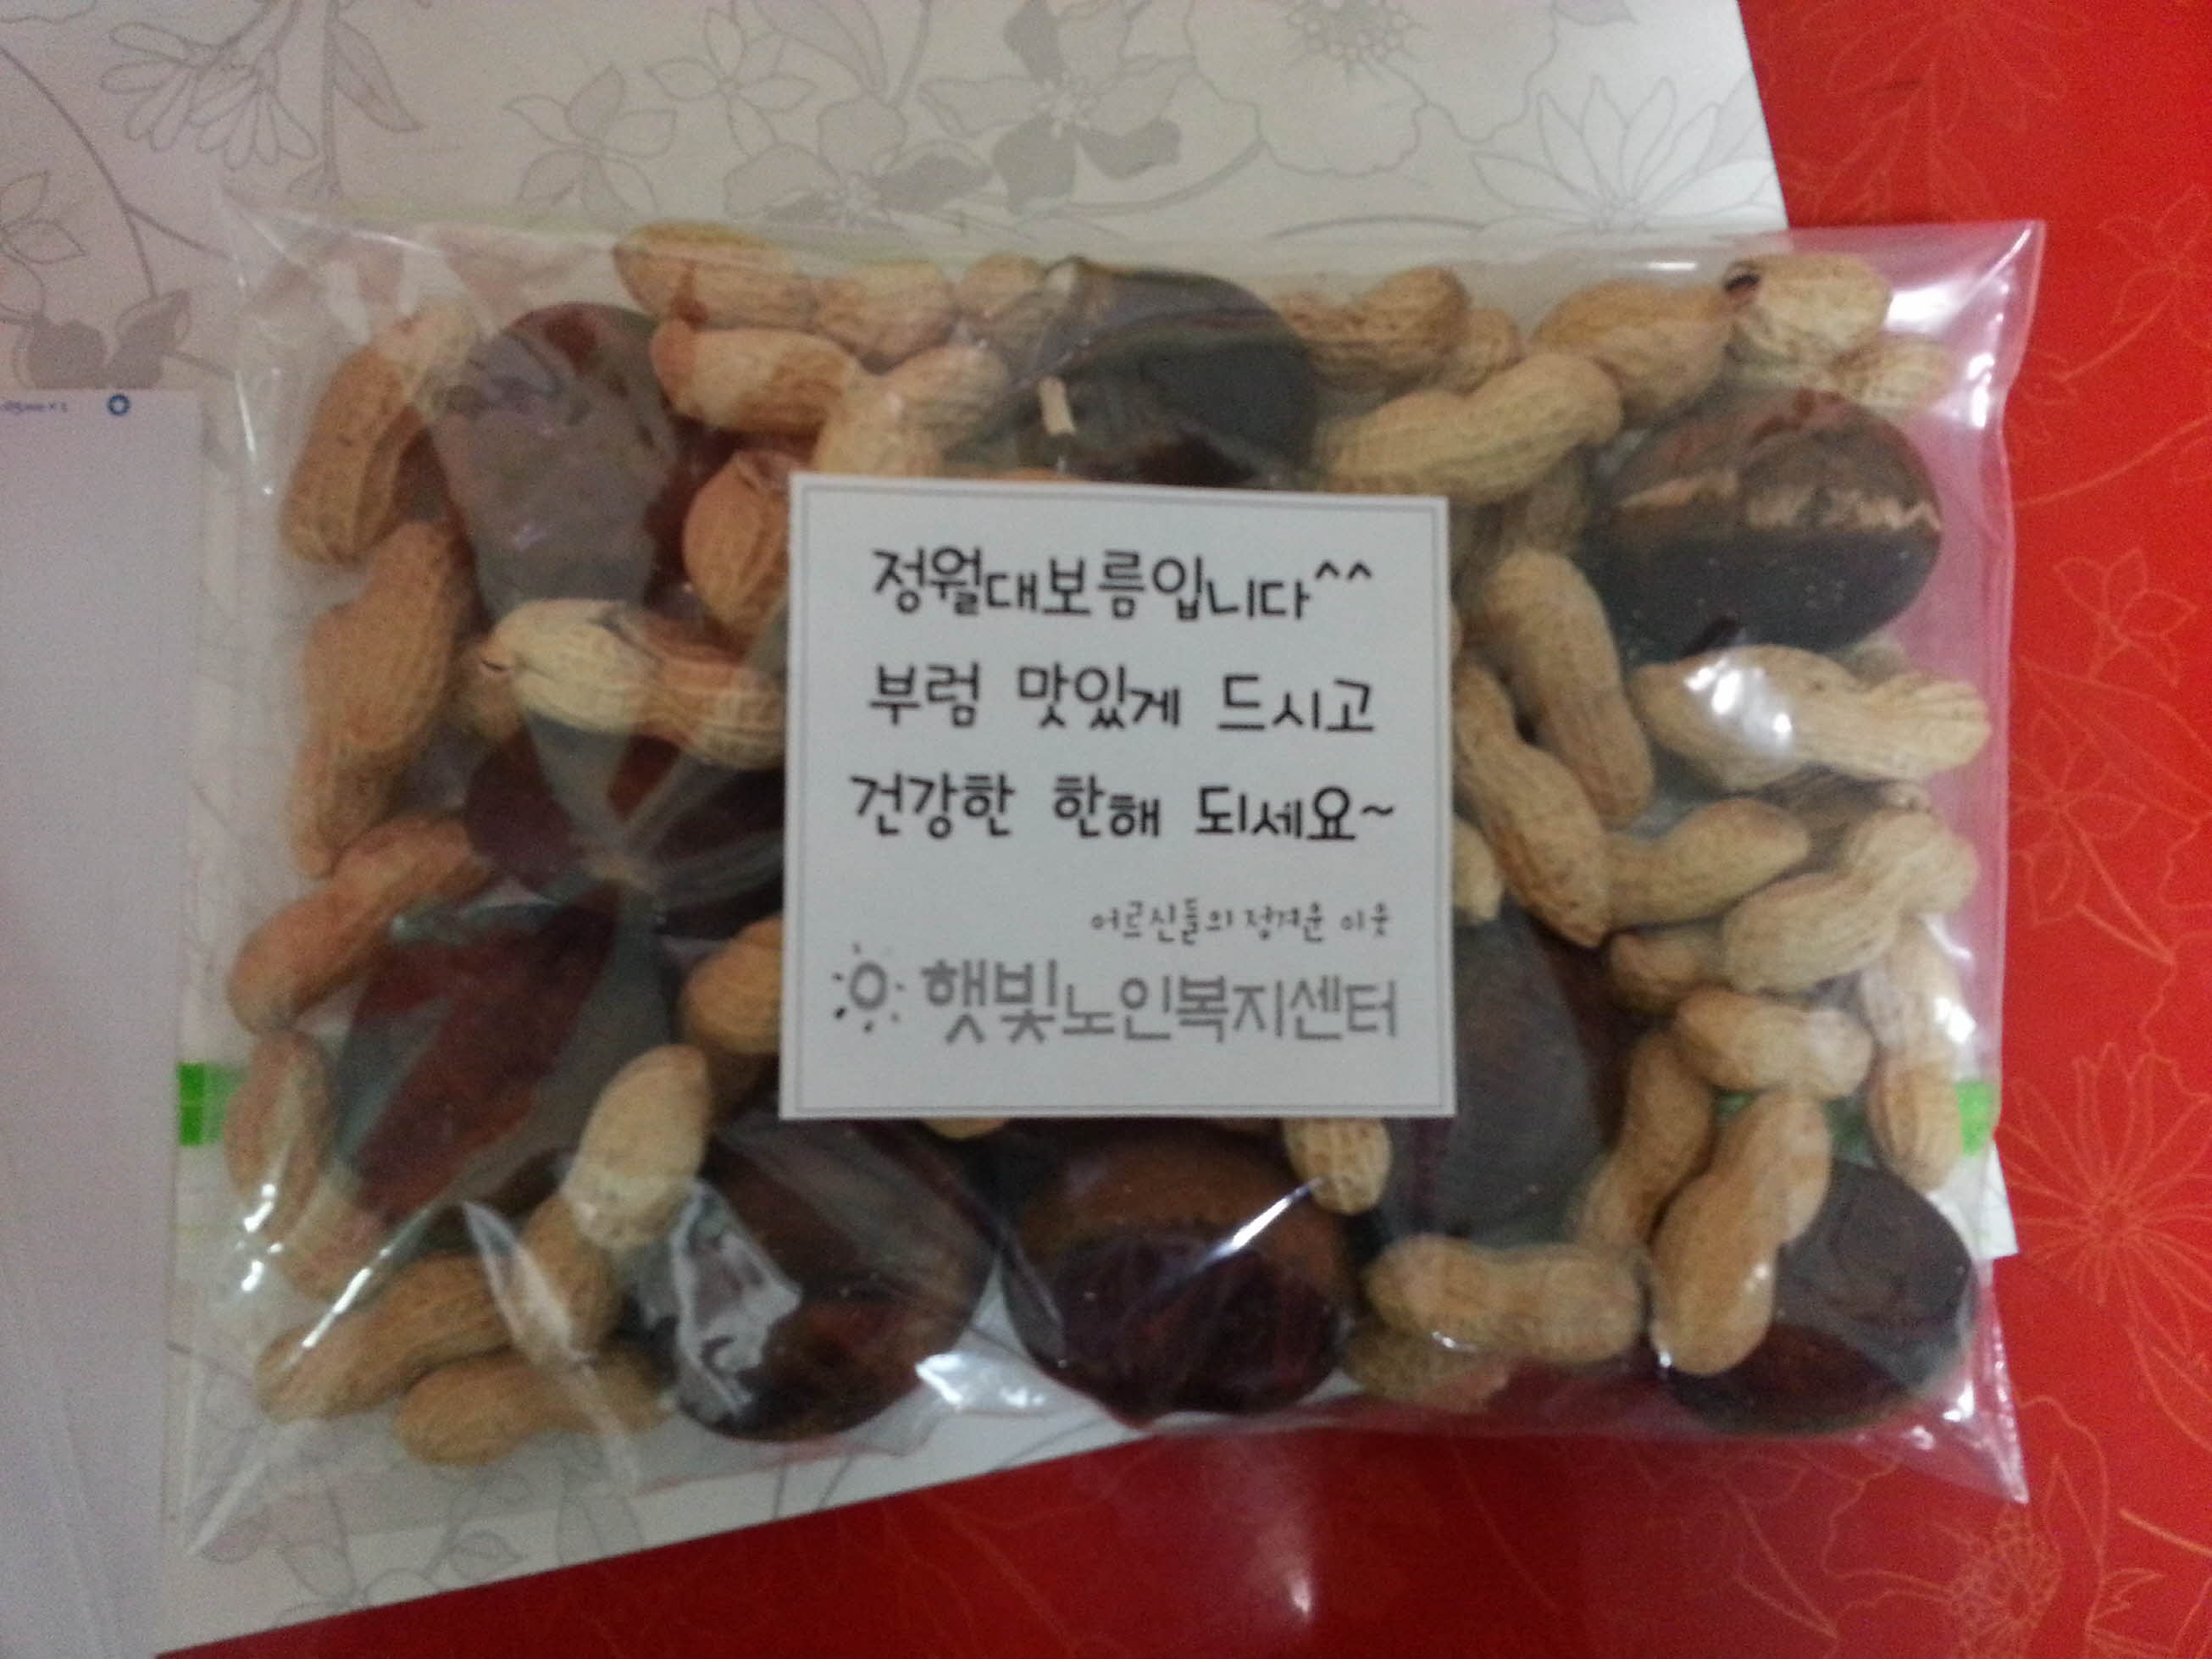 정월대보름입니다^^
부럼 맛있게 드시고
건강한 한해 되세요~
어르신들의 정겨운 이웃
햇빛노인복지센터